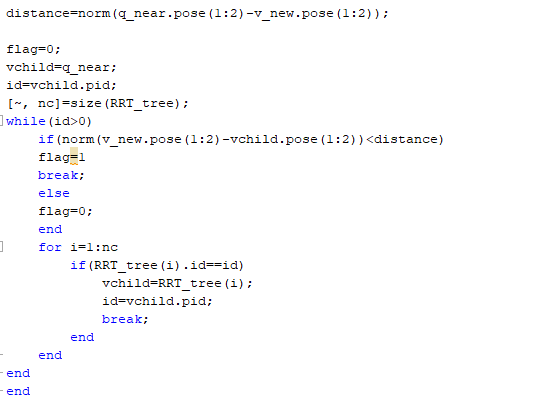 distance=norm(q_near.pose(1:2)-v_new.pose(1:2));
flag=0;
vchild=q_near;
id=vchild.pid;
[~, nc]=size(RRT_tree);
while(id>0)
if(norm(v_new.pose(1:2)-vchild.pose(1:2))<distance)
flag=1
break;
else
flag=0;
end
for i=1:nc
if(RRT_tree(i).id==id)
vchild=RRT_tree(i);
id=vchild.pid;
break;
end
end
end
end